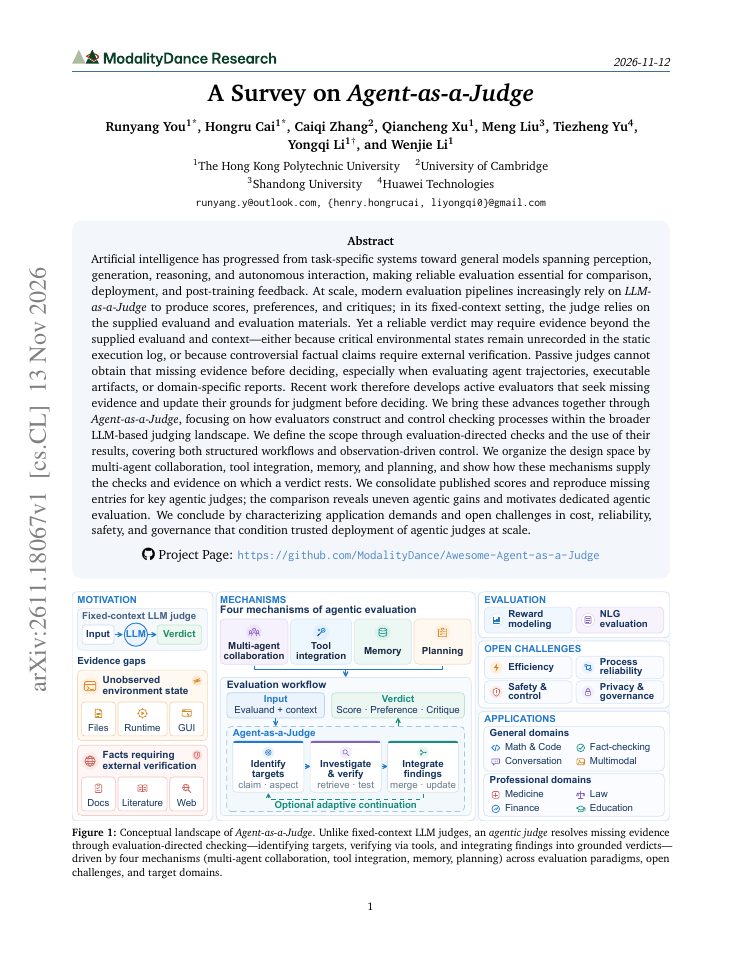 ModalityDance Research
2026-11-12
A Survey on Agent-as-a-Judge
Runyang You1*, Hongru Cai1*, Caiqi Zhang2, Qiancheng Xu1, Meng Liu3, Tiezheng Yu4,
Yongqi Li1†, and Wenjie Li1
1The Hong Kong Polytechnic University 2University of Cambridge
3Shandong University 4Huawei Technologies
runyang.y@outlook.com, {henry.hongrucai, liyongqi0}@gmail.com
Abstract
Artificial intelligence has progressed from task-specific systems toward general models spanning perception,
generation, reasoning, and autonomous interaction, making reliable evaluation essential for comparison,
deployment, and post-training feedback. At scale, modern evaluation pipelines increasingly rely on LLM-
as-a-Judge to produce scores, preferences, and critiques; in its fixed-context setting, the judge relies on
the supplied evaluand and evaluation materials. Yet a reliable verdict may require evidence beyond the
supplied evaluand and context—either because critical environmental states remain unrecorded in the static
execution log, or because controversial factual claims require external verification. Passive judges cannot
obtain that missing evidence before deciding, especially when evaluating agent trajectories, executable
artifacts, or domain-specific reports. Recent work therefore develops active evaluators that seek missing
evidence and update their grounds for judgment before deciding. We bring these advances together through
Agent-as-a-Judge, focusing on how evaluators construct and control checking processes within the broader
LLM-based judging landscape. We define the scope through evaluation-directed checks and the use of their
results, covering both structured workflows and observation-driven control. We organize the design space by
multi-agent collaboration, tool integration, memory, and planning, and show how these mechanisms supply
the checks and evidence on which a verdict rests. We consolidate published scores and reproduce missing
entries for key agentic judges; the comparison reveals uneven agentic gains and motivates dedicated agentic
evaluation. We conclude by characterizing application demands and open challenges in cost, reliability,
safety, and governance that condition trusted deployment of agentic judges at scale.
Project Page: https://github.com/ModalityDance/Awesome-Agent-as-a-Judge
arXiv:2611.18067v1 [cs.CL] 13 Nov 2026
MOTIVATION
Fixed-context LLM judge
Input
LLM
Verdict
Evidence gaps
Unobserved
environment state
Files
Runtime
GUI
Facts requiring
external verification
Docs
Literature
Web
MECHANISMS
Four mechanisms of agentic evaluation
Multi-agent
collaboration
Tool
integration
Memory
Planning
Evaluation workflow
Input
Evaluand + context
Verdict
Score · Preference · Critique
Agent-as-a-Judge
Identify
targets
claim · aspect
Investigate
& verify
retrieve · test
Integrate
findings
merge · update
Optional adaptive continuation
EVALUATION
Reward
modeling
NLG
evaluation
OPEN CHALLENGES
Efficiency
Process
reliability
Safety &
control
Privacy &
governance
APPLICATIONS
General domains
Math & Code
Fact-checking
Conversation
Multimodal
Professional domains
Medicine
Law
Finance
Education
Figure 1: Conceptual landscape of Agent-as-a-Judge. Unlike fixed-context LLM judges, an agentic judge resolves missing evidence
through evaluation-directed checking—identifying targets, verifying via tools, and integrating findings into grounded verdicts—
driven by four mechanisms (multi-agent collaboration, tool integration, memory, planning) across evaluation paradigms, open
challenges, and target domains.
1